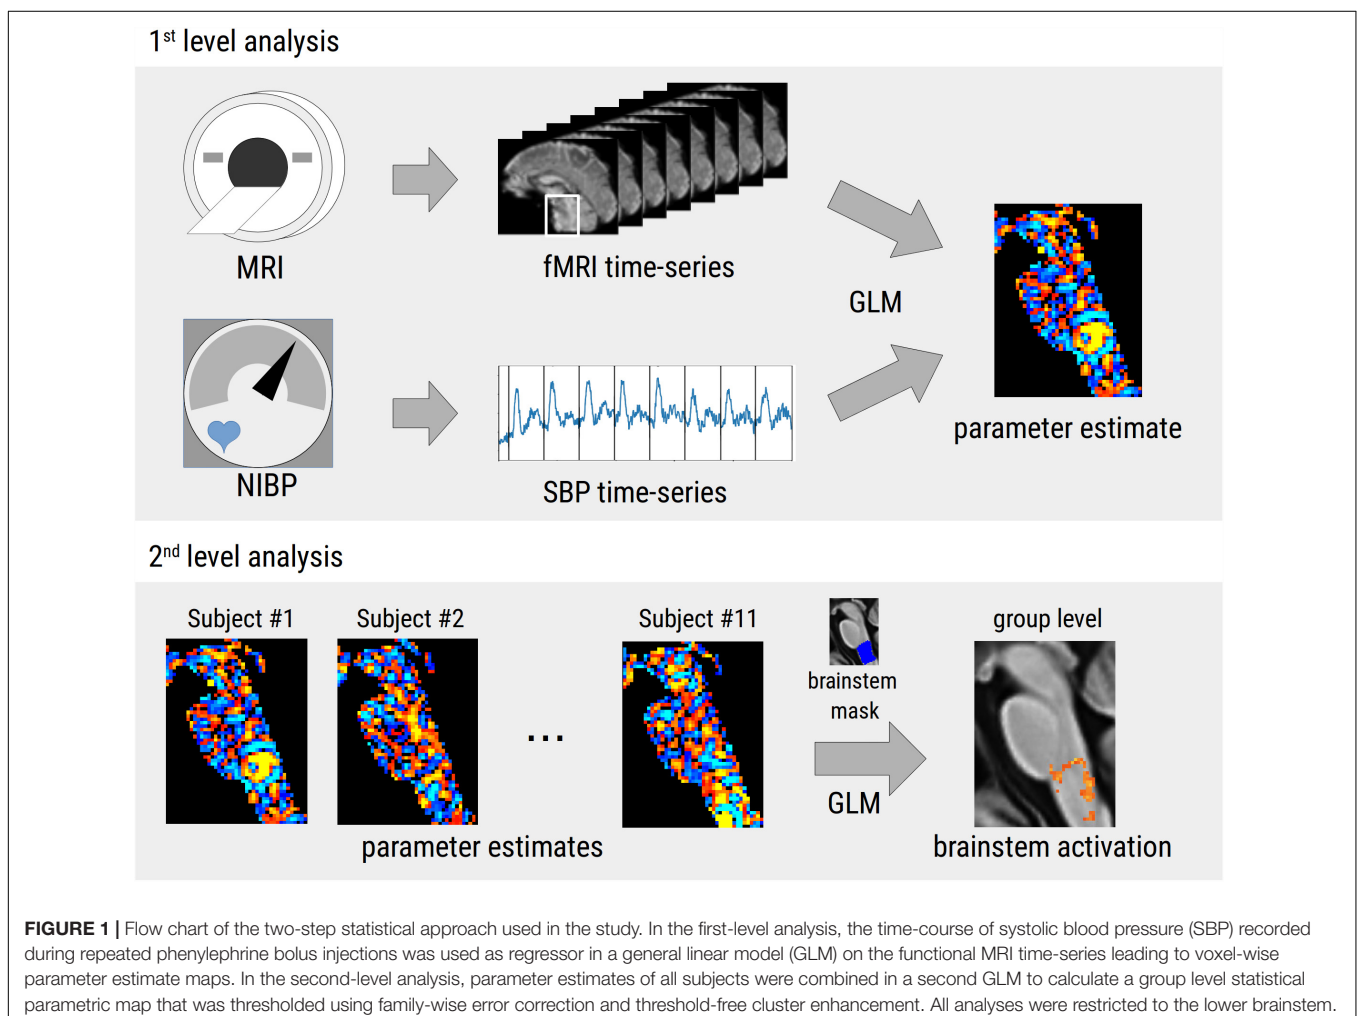 1st level analysis
MRI
fMRI time-series
GLM
NIBP
SBP time-series
parameter estimate
2nd level analysis
Subject #1
Subject #2
...
Subject #11
brainstem
mask
GLM
group level
parameter estimates
brainstem activation
FIGURE 1 | Flow chart of the two-step statistical approach used in the study. In the first-level analysis, the time-course of systolic blood pressure (SBP) recorded
during repeated phenylephrine bolus injections was used as regressor in a general linear model (GLM) on the functional MRI time-series leading to voxel-wise
parameter estimate maps. In the second-level analysis, parameter estimates of all subjects were combined in a second GLM to calculate a group level statistical
parametric map that was thresholded using family-wise error correction and threshold-free cluster enhancement. All analyses were restricted to the lower brainstem.